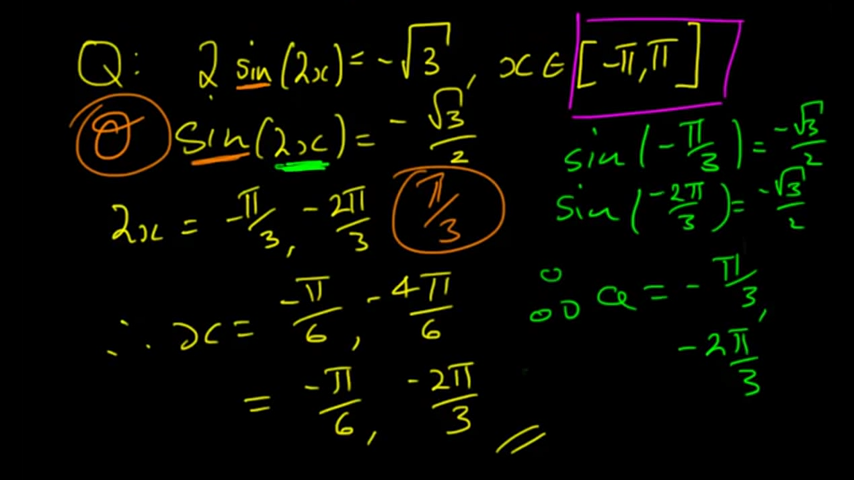 Q: 2 sin(2x) = -√3, x∈ [-π, π]
θ sin(2x) = -√3/2
sin(-π/3) = -√3/2
2x = -π/3, -2π/3
π/3
sin(-2π/3) = -√3/2
∴ x = -π/6, -4π/6
= -π/6, -2π/3
∴ a = -π/3,
-2π/3